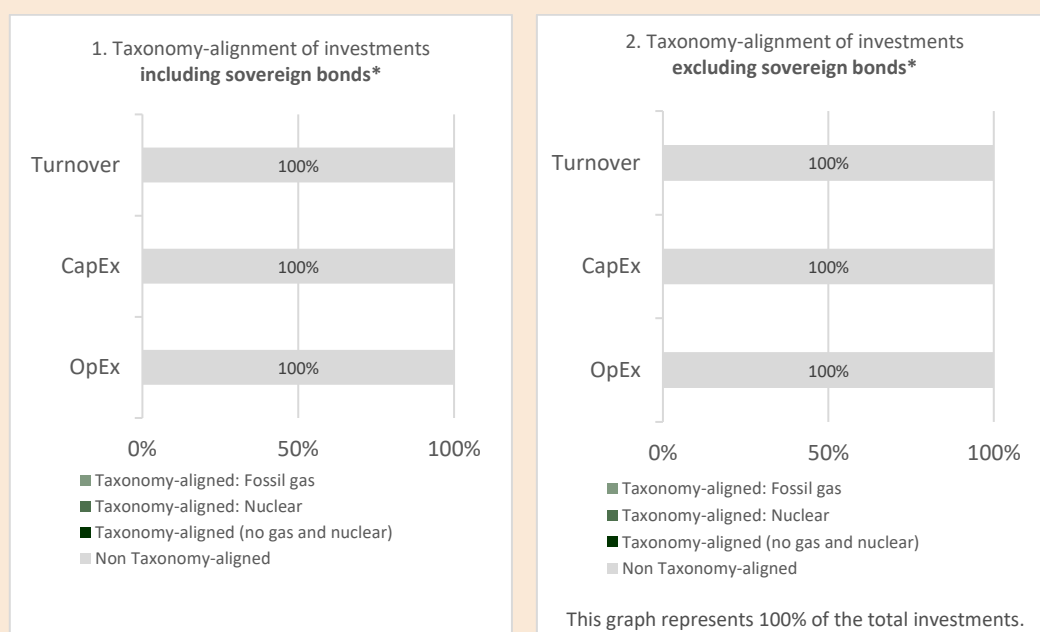 1. Taxonomy-alignment of investments
including sovereign bonds*
Turnover
100%
CapEx
100%
OpEx
100%
0%
50%
100%
Taxonomy-aligned: Fossil gas
Taxonomy-aligned: Nuclear
Taxonomy-aligned (no gas and nuclear)
Non Taxonomy-aligned
2. Taxonomy-alignment of investments
excluding sovereign bonds*
Turnover
100%
CapEx
100%
OpEx
100%
0%
50%
100%
Taxonomy-aligned: Fossil gas
Taxonomy-aligned: Nuclear
Taxonomy-aligned (no gas and nuclear)
Non Taxonomy-aligned
This graph represents 100% of the total investments.